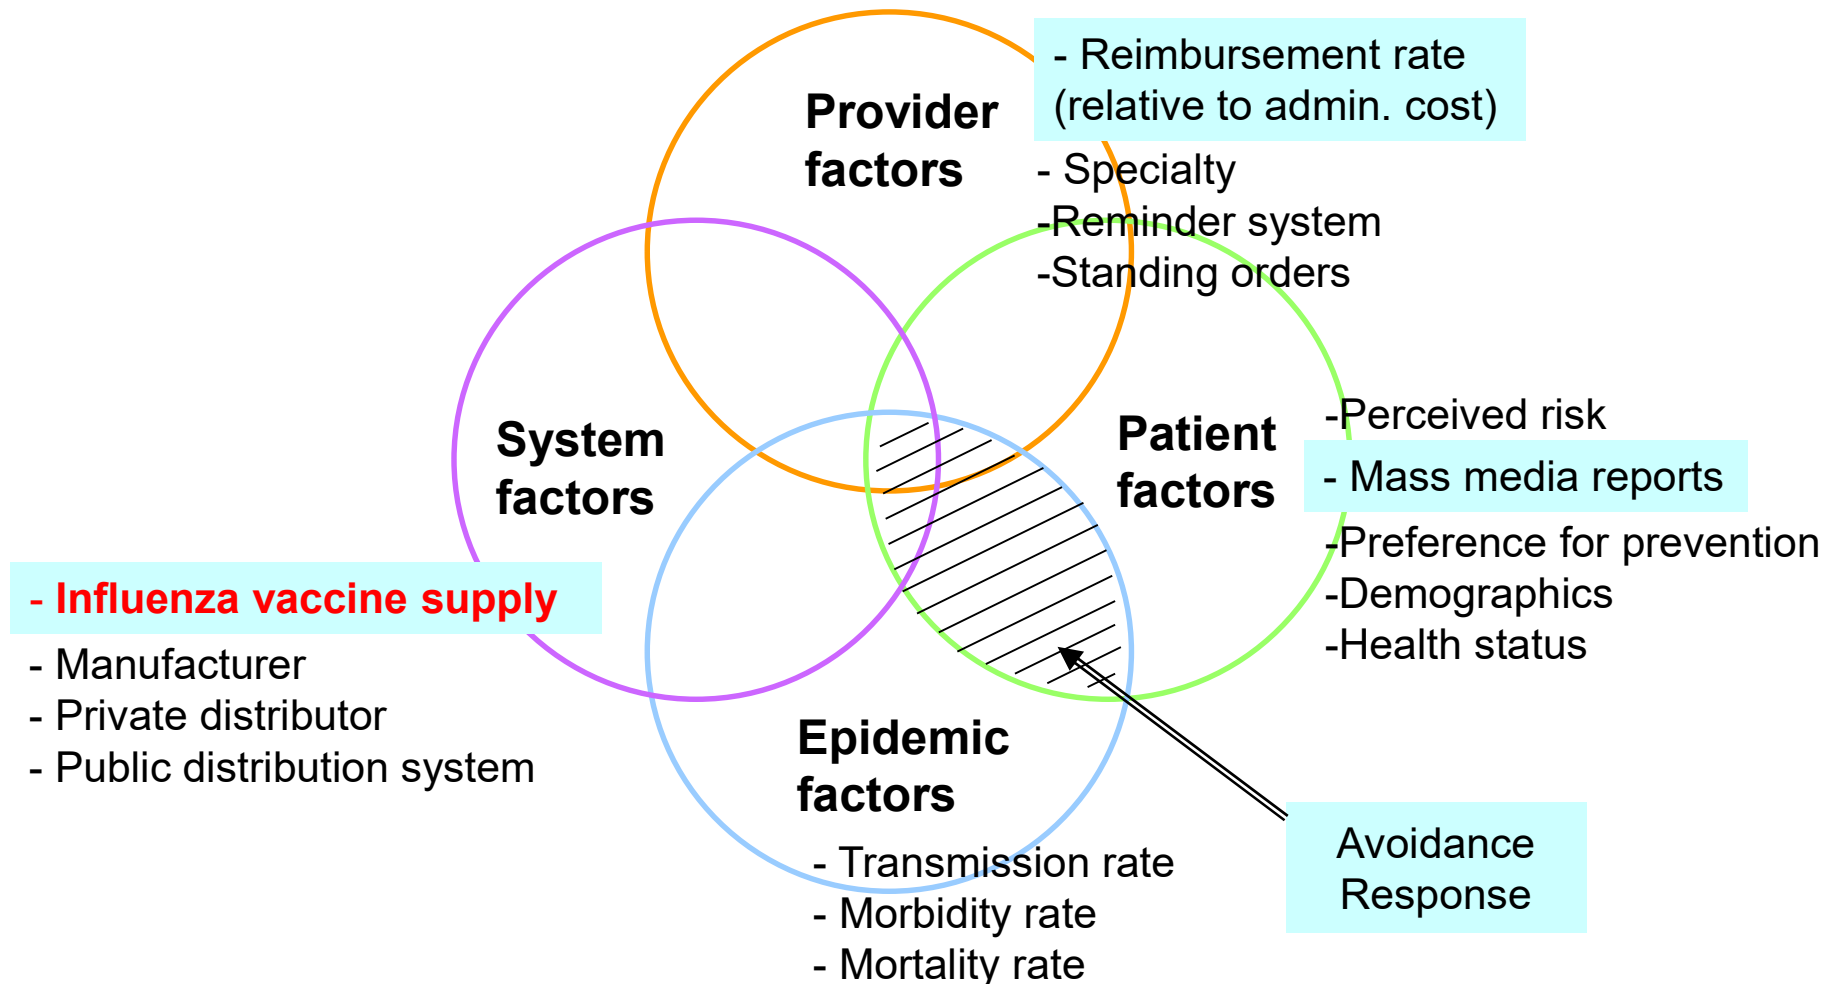 Provider
factors
- Reimbursement rate
(relative to admin. cost)
- Specialty
-Reminder system
-Standing orders
System
factors
- Influenza vaccine supply
- Manufacturer
- Private distributor
- Public distribution system
Patient
factors
-Perceived risk
- Mass media reports
-Preference for prevention
-Demographics
-Health status
Epidemic
factors
- Transmission rate
- Morbidity rate
- Mortality rate
Avoidance
Response